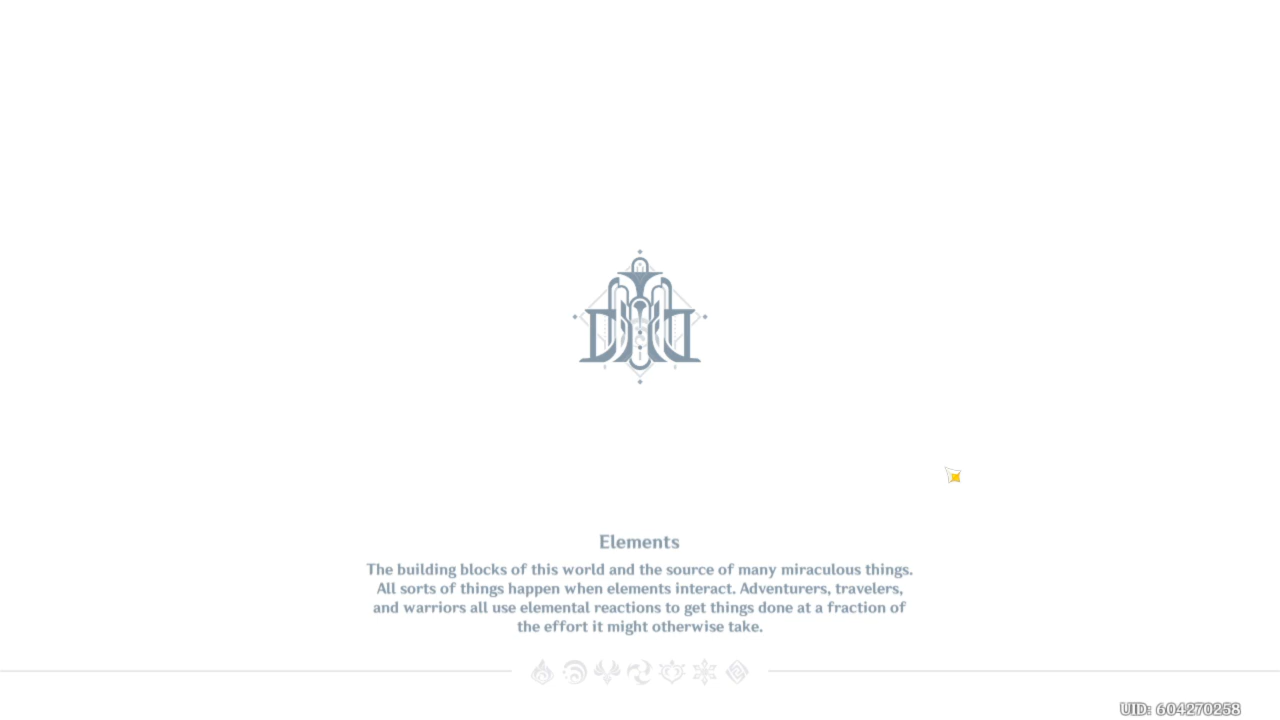 Elements
The building blocks of this world and the source of many miraculous things.
All sorts of things happen when elements interact. Adventurers, travelers,
and warriors all use elemental reactions to get things done at a fraction of
the effort it might otherwise take.
UID: 604270258